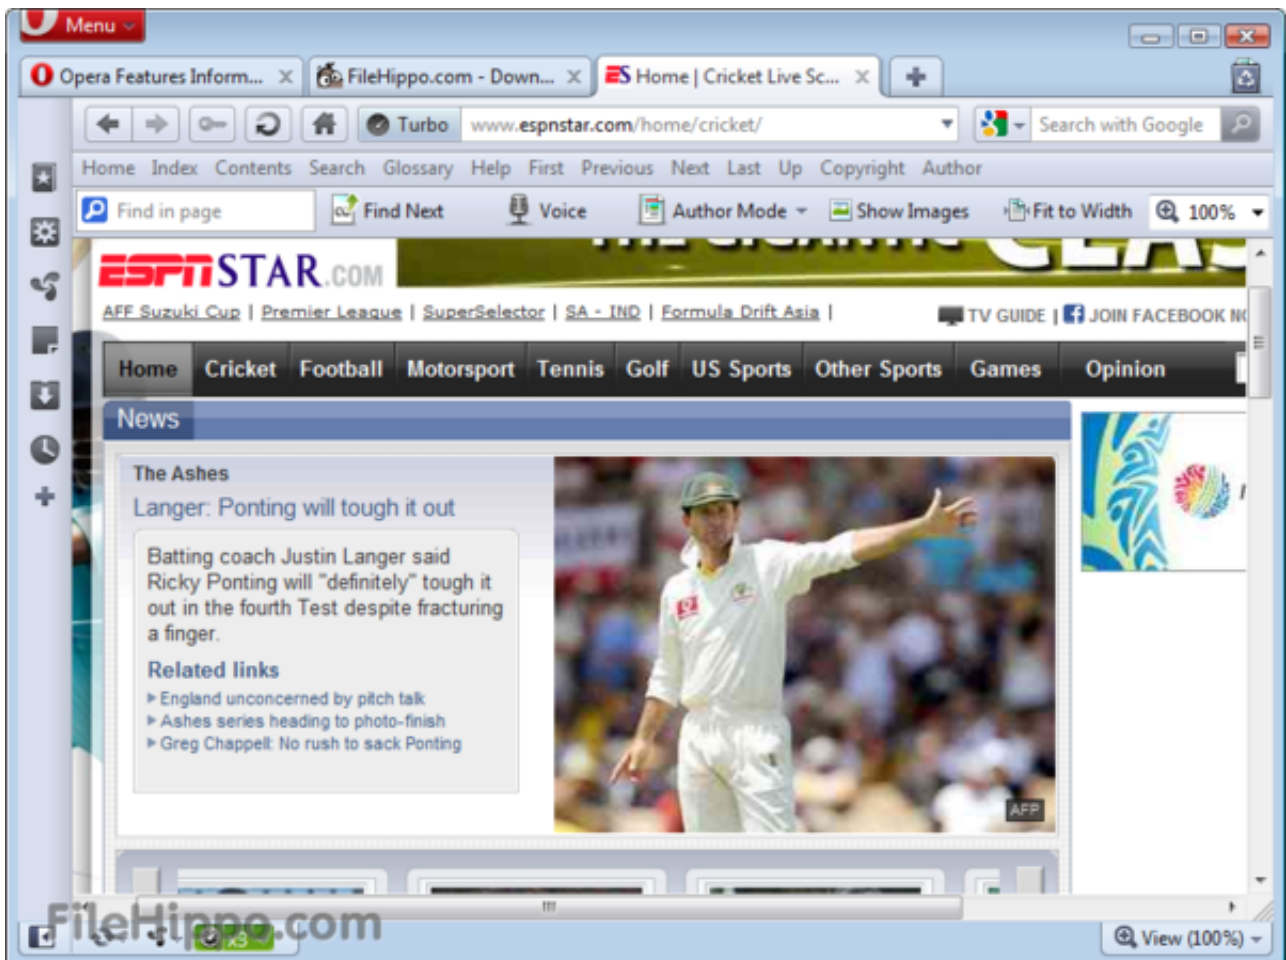 Menu
Opera Features Inform...
FileHippo.com - Down...
ES Home | Cricket Live Sc...
Turbo
www.espnstar.com/home/cricket/
Search with Google
Home Index Contents Search Glossary Help First Previous Next Last Up Copyright Author
Find in page
Find Next
Voice
Author Mode
Show Images
Fit to Width
100%
ESPNSTAR.COM
AFF Suzuki Cup | Premier League | SuperSelector | SA - IND | Formula Drift Asia |
TV GUIDE | JOIN FACEBOOK
Home Cricket Football Motorsport Tennis Golf US Sports Other Sports Games Opinion
News
The Ashes
Langer: Ponting will tough it out
Batting coach Justin Langer said
Ricky Ponting will "definitely" tough it
out in the fourth Test despite fracturing
a finger.
Related links
England unconcerned by pitch talk
Ashes series heading to photo-finish
Greg Chappell: No rush to sack Ponting
AFP
FileHippo.com
x3
View (100%)